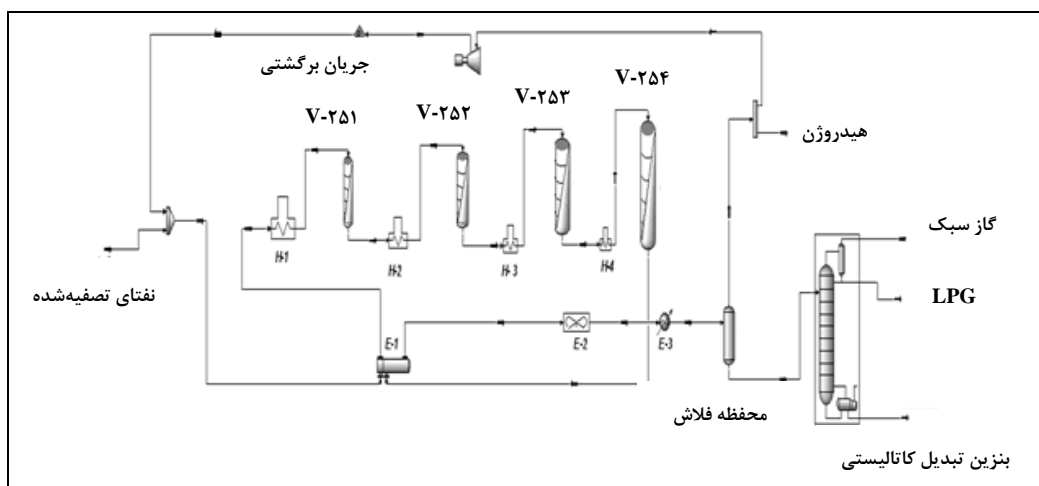 جریان برگشتی
V-۲۵۱
V-۲۵۲
V-۲۵۳
V-۲۵۴
هیدروژن
H-1
H-2
H-3
H-4
گاز سبک
LPG
نفتای تصفیه‌شده
E-1
E-2
E-3
محفظه فلاش
بنزین تبدیل کاتالیستی